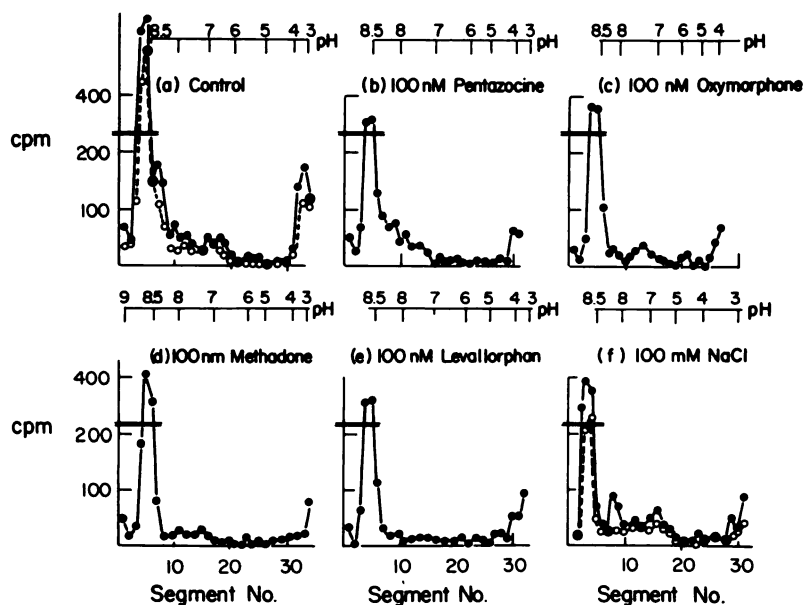 8.5 8 7 6 5 4 3 pH
8.5 8 7 6 5 4 3 pH
8.5 8 7 6 5 4 pH
(a) Control
(b) 100 nM Pentazocine
(c) 100 nM Oxymorphone
400
cpm
200
100
9 8.5 8 7 6 5 4 3 pH
8.5 8 7 6 5 4 3 pH
8.5 8 7 6 5 4 3 pH
(d) 100 nm Methadone
(e) 100 nM Levallorphan
(f) 100 mM NaCl
400
cpm
200
100
10 20 30
10 20 30
10 20 30
Segment No.
Segment No.
Segment No.